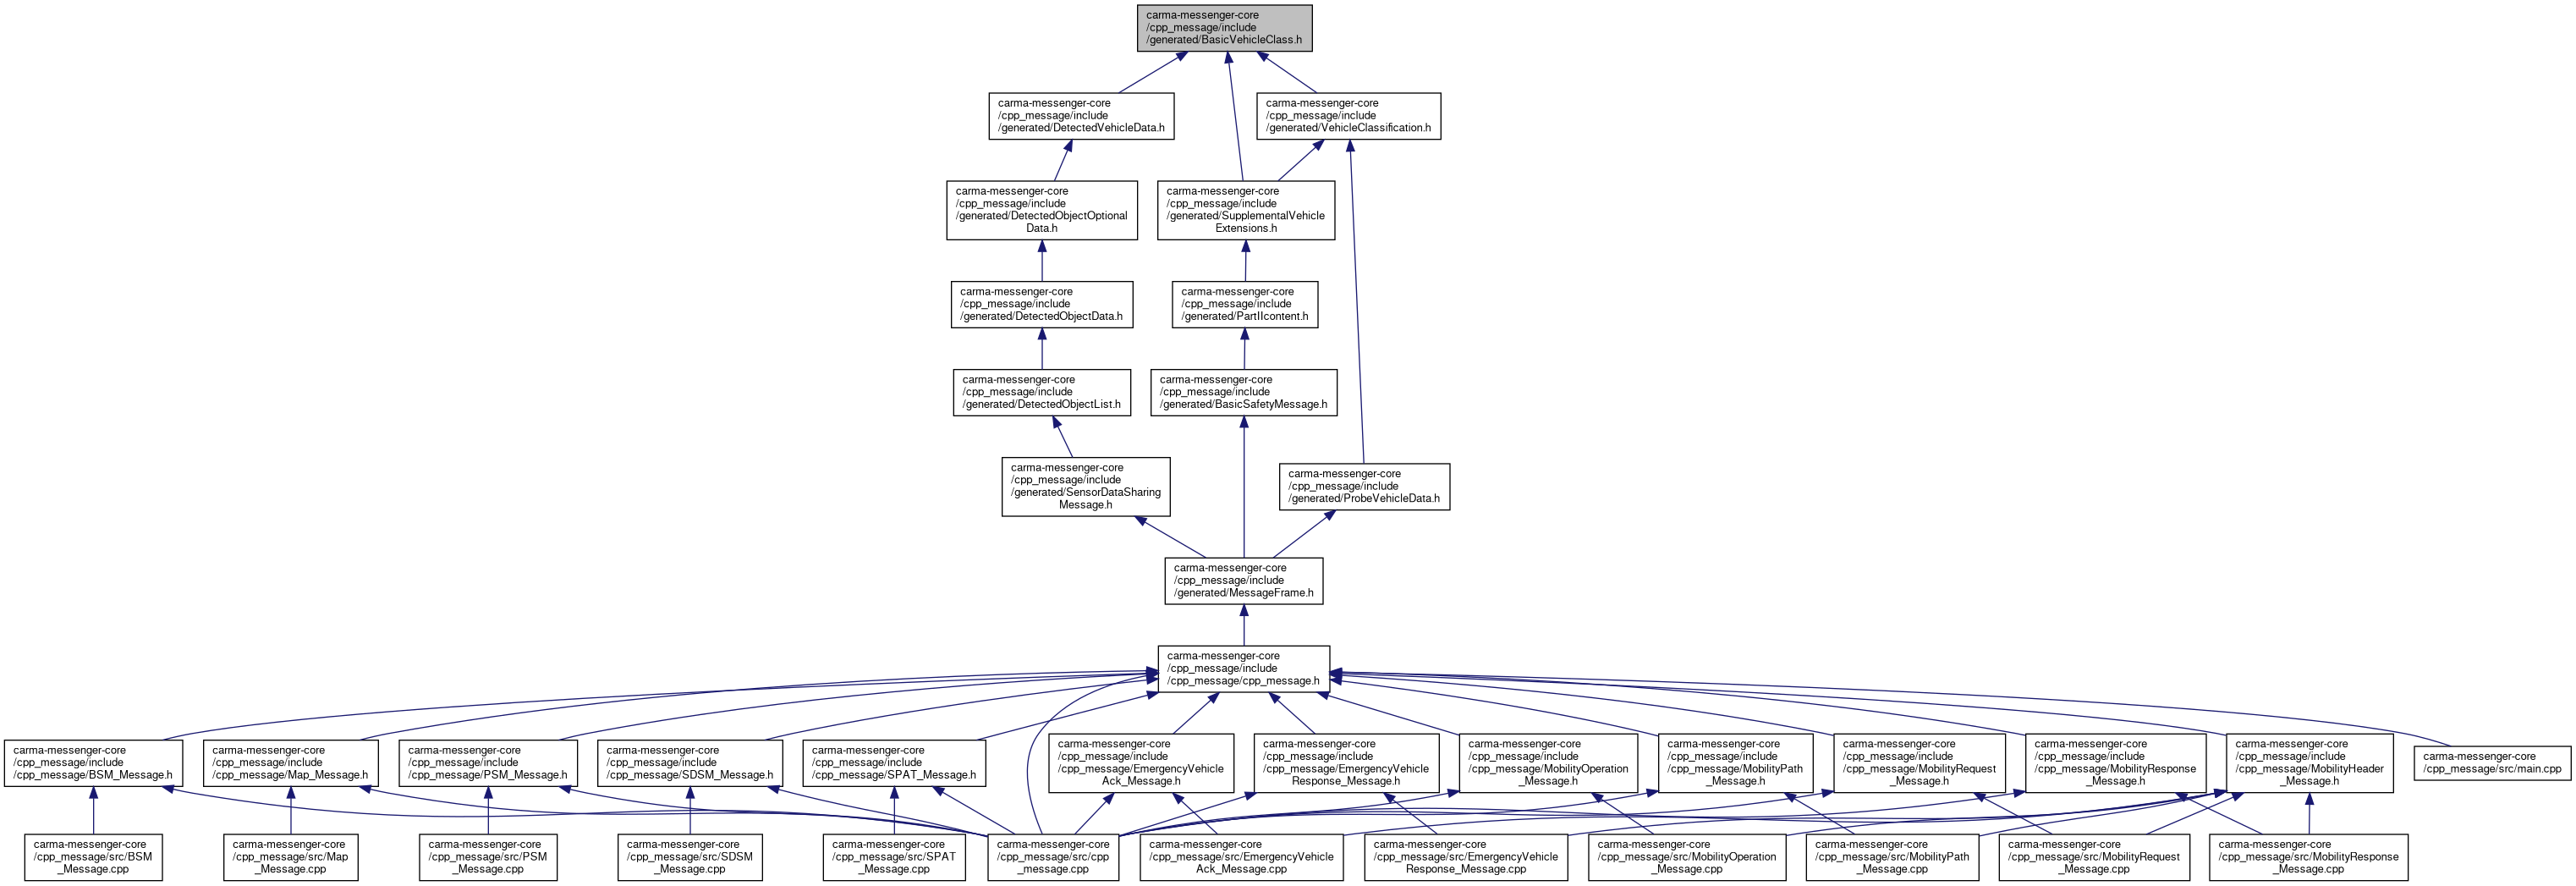 carma-messenger-core
/cpp_message/include
/generated/BasicVehicleClass.h
carma-messenger-core
/cpp_message/include
/generated/DetectedVehicleData.h
carma-messenger-core
/cpp_message/include
/generated/VehicleClassification.h
carma-messenger-core
/cpp_message/include
/generated/DetectedObjectOptional
Data.h
carma-messenger-core
/cpp_message/include
/generated/SupplementalVehicle
Extensions.h
carma-messenger-core
/cpp_message/include
/generated/DetectedObjectData.h
carma-messenger-core
/cpp_message/include
/generated/PartIIcontent.h
carma-messenger-core
/cpp_message/include
/generated/DetectedObjectList.h
carma-messenger-core
/cpp_message/include
/generated/BasicSafetyMessage.h
carma-messenger-core
/cpp_message/include
/generated/SensorDataSharing
Message.h
carma-messenger-core
/cpp_message/include
/generated/ProbeVehicleData.h
carma-messenger-core
/cpp_message/include
/generated/MessageFrame.h
carma-messenger-core
/cpp_message/include
/cpp_message/cpp_message.h
carma-messenger-core
/cpp_message/include
/cpp_message/BSM_Message.h
carma-messenger-core
/cpp_message/include
/cpp_message/Map_Message.h
carma-messenger-core
/cpp_message/include
/cpp_message/PSM_Message.h
carma-messenger-core
/cpp_message/include
/cpp_message/SDSM_Message.h
carma-messenger-core
/cpp_message/include
/cpp_message/SPAT_Message.h
carma-messenger-core
/cpp_message/include
/cpp_message/EmergencyVehicle
Ack_Message.h
carma-messenger-core
/cpp_message/include
/cpp_message/EmergencyVehicle
Response_Message.h
carma-messenger-core
/cpp_message/include
/cpp_message/MobilityOperation
_Message.h
carma-messenger-core
/cpp_message/include
/cpp_message/MobilityPath
_Message.h
carma-messenger-core
/cpp_message/include
/cpp_message/MobilityRequest
_Message.h
carma-messenger-core
/cpp_message/include
/cpp_message/MobilityResponse
_Message.h
carma-messenger-core
/cpp_message/include
/cpp_message/MobilityHeader
_Message.h
carma-messenger-core
/cpp_message/src/main.cpp
carma-messenger-core
/cpp_message/src/BSM
_Message.cpp
carma-messenger-core
/cpp_message/src/Map
_Message.cpp
carma-messenger-core
/cpp_message/src/PSM
_Message.cpp
carma-messenger-core
/cpp_message/src/SDSM
_Message.cpp
carma-messenger-core
/cpp_message/src/SPAT
_Message.cpp
carma-messenger-core
/cpp_message/src/cpp
_message.cpp
carma-messenger-core
/cpp_message/src/EmergencyVehicle
Ack_Message.cpp
carma-messenger-core
/cpp_message/src/EmergencyVehicle
Response_Message.cpp
carma-messenger-core
/cpp_message/src/MobilityOperation
_Message.cpp
carma-messenger-core
/cpp_message/src/MobilityPath
_Message.cpp
carma-messenger-core
/cpp_message/src/MobilityRequest
_Message.cpp
carma-messenger-core
/cpp_message/src/MobilityResponse
_Message.cpp